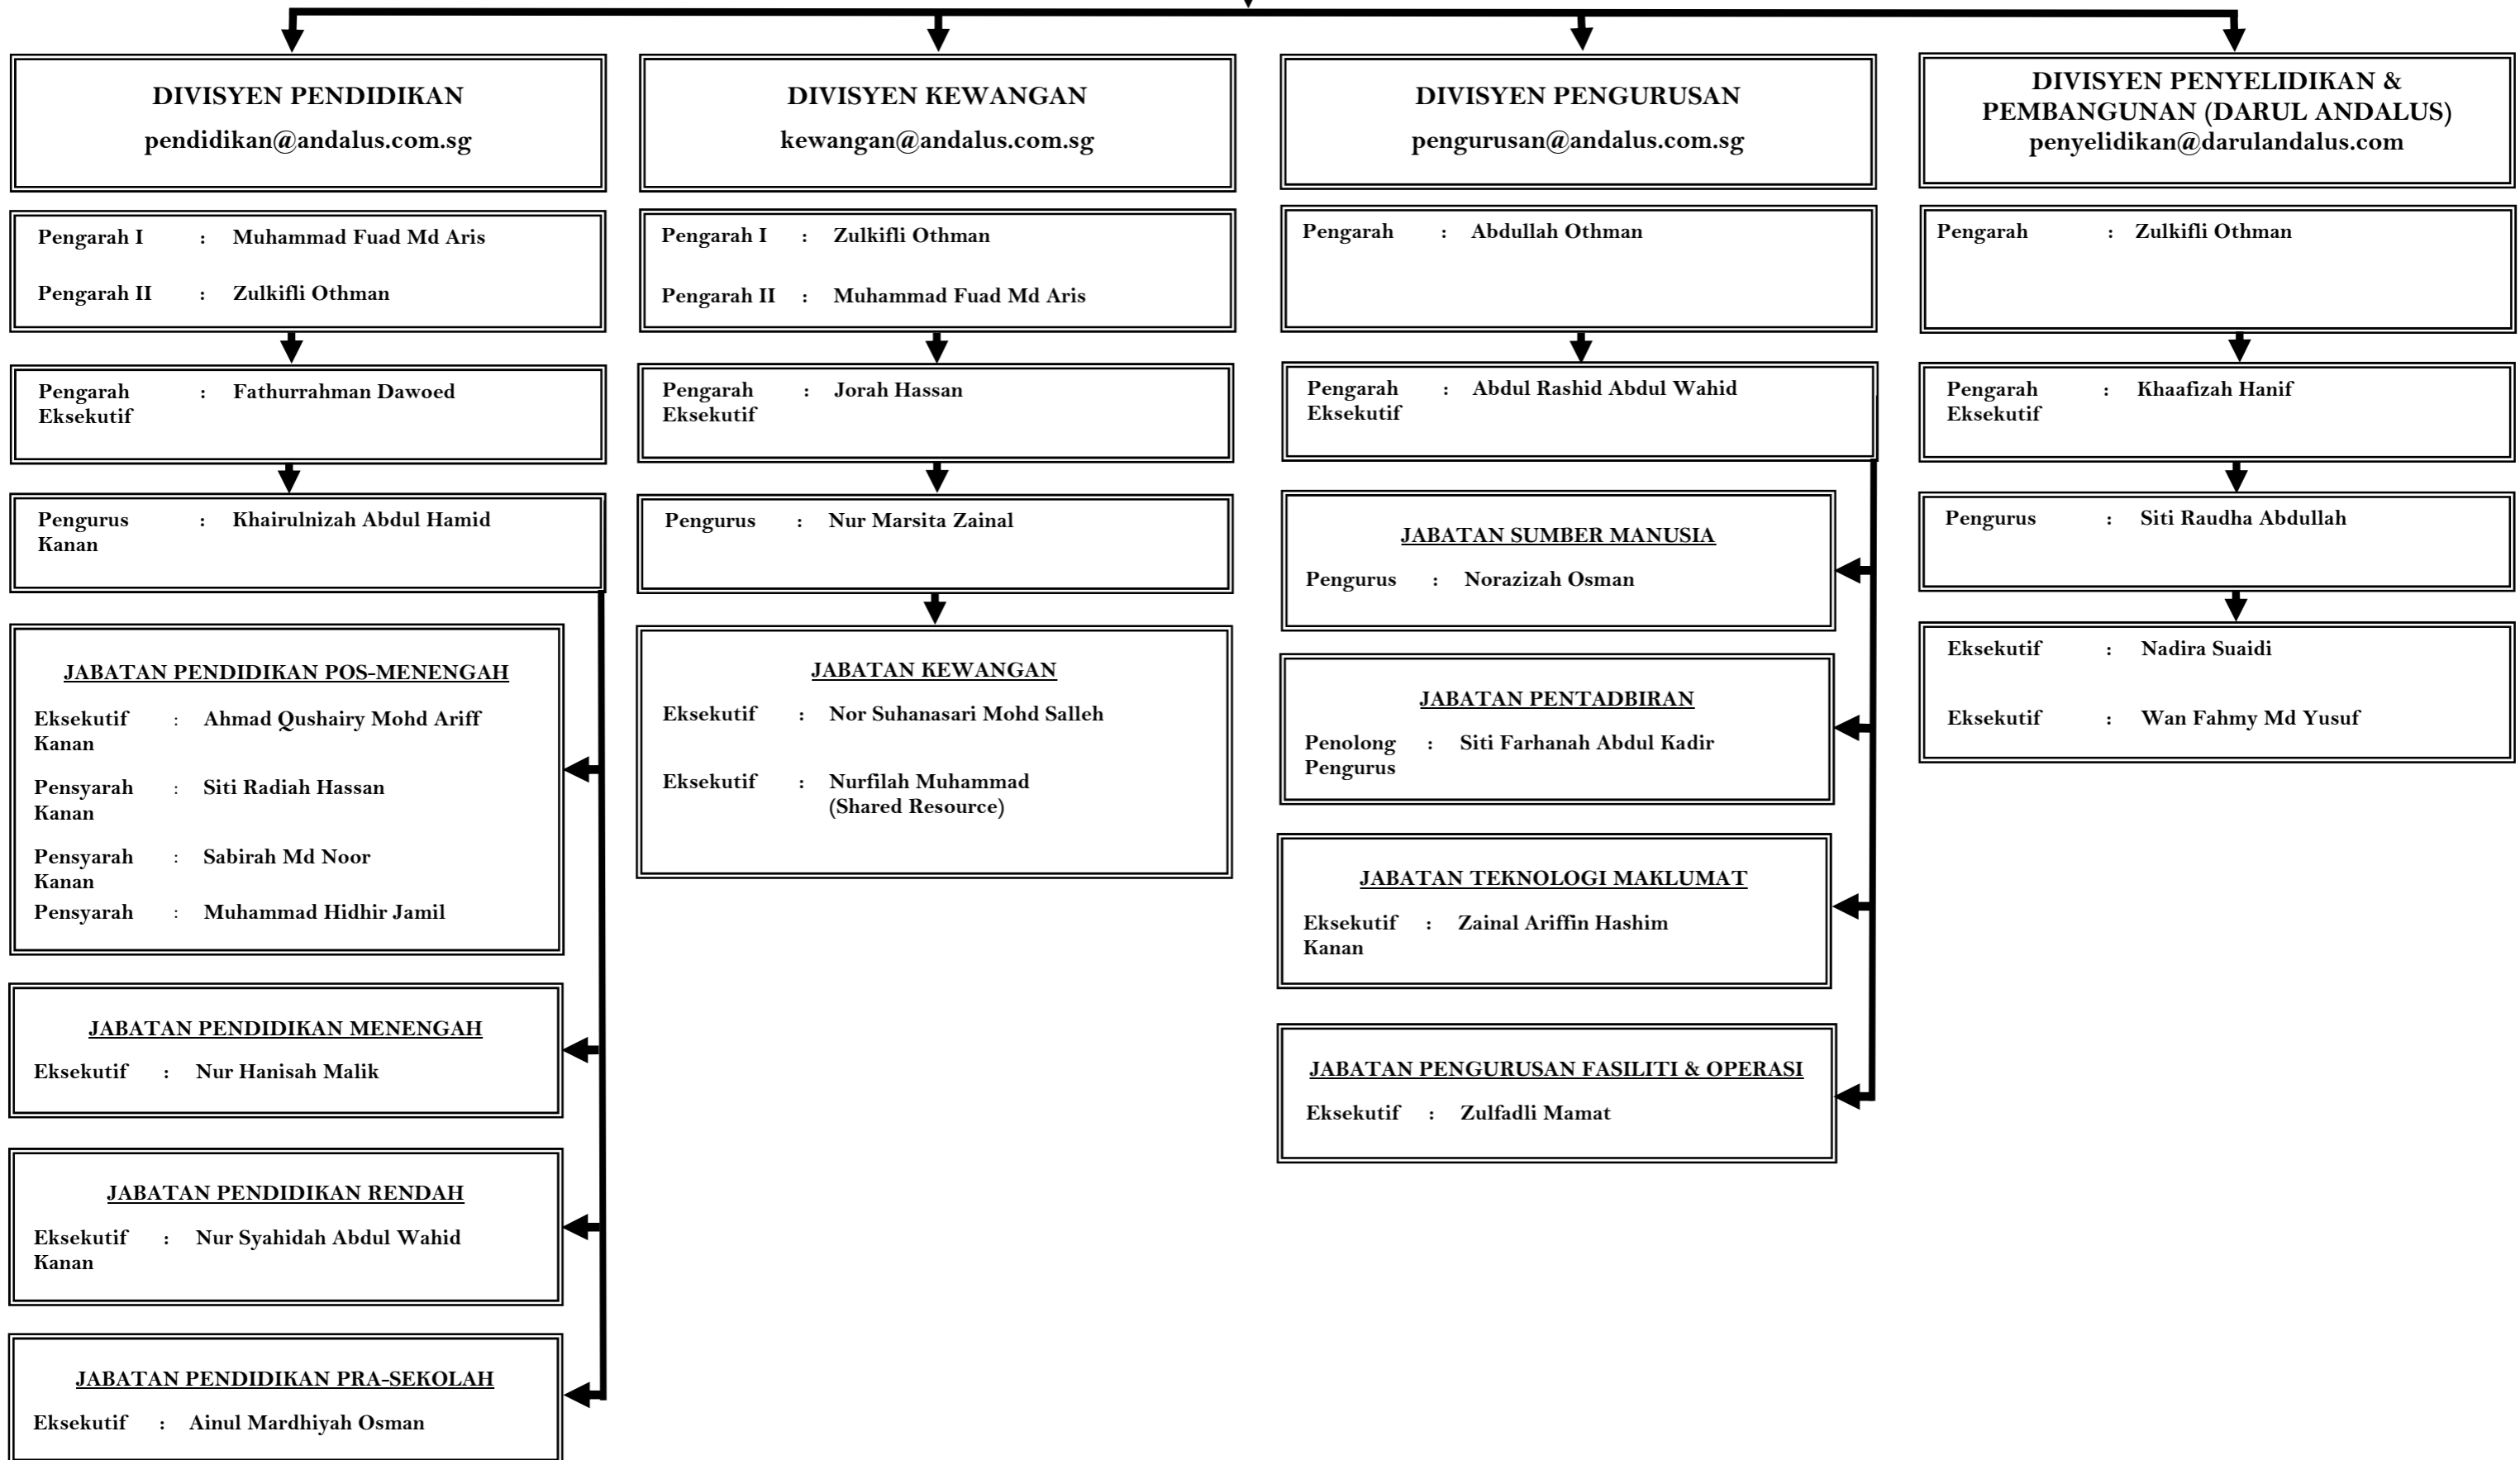 DIVISYEN PENDIDIKAN
pendidikan@andalus.com.sg
Pengarah I : Muhammad Fuad Md Aris
Pengarah II : Zulkifli Othman
Pengarah : Fathurrahman Dawoed
Eksekutif
Pengurus : Khairulnizah Abdul Hamid
Kanan
JABATAN PENDIDIKAN POS-MENENGAH
Eksekutif : Ahmad Qushairy Mohd Ariff
Kanan
Pensyarah : Siti Radiah Hassan
Kanan
Pensyarah : Sabirah Md Noor
Kanan
Pensyarah : Muhammad Hidhir Jamil
JABATAN PENDIDIKAN MENENGAH
Eksekutif : Nur Hanisah Malik
JABATAN PENDIDIKAN RENDAH
Eksekutif : Nur Syahidah Abdul Wahid
Kanan
JABATAN PENDIDIKAN PRA-SEKOLAH
Eksekutif : Ainul Mardhiyah Osman
DIVISYEN KEWANGAN
kewangan@andalus.com.sg
Pengarah I : Zulkifli Othman
Pengarah II : Muhammad Fuad Md Aris
Pengarah : Jorah Hassan
Eksekutif
Pengurus : Nur Marsita Zainal
JABATAN KEWANGAN
Eksekutif : Nor Suhanasari Mohd Salleh
Eksekutif : Nurfilah Muhammad
(Shared Resource)
DIVISYEN PENGURUSAN
pengurusan@andalus.com.sg
Pengarah : Abdullah Othman
Pengarah : Abdul Rashid Abdul Wahid
Eksekutif
JABATAN SUMBER MANUSIA
Pengurus : Norazizah Osman
JABATAN PENTADBIRAN
Penolong : Siti Farhanah Abdul Kadir
Pengurus
JABATAN TEKNOLOGI MAKLUMAT
Eksekutif : Zainal Ariffin Hashim
Kanan
JABATAN PENGURUSAN FASILITI & OPERASI
Eksekutif : Zulfadli Mamat
DIVISYEN PENYELIDIKAN &
PEMBANGUNAN (DARUL ANDALUS)
penyelidikan@darulandalus.com
Pengarah : Zulkifli Othman
Pengarah : Khaafizah Hanif
Eksekutif
Pengurus : Siti Raudha Abdullah
Eksekutif : Nadira Suaidi
Eksekutif : Wan Fahmy Md Yusuf